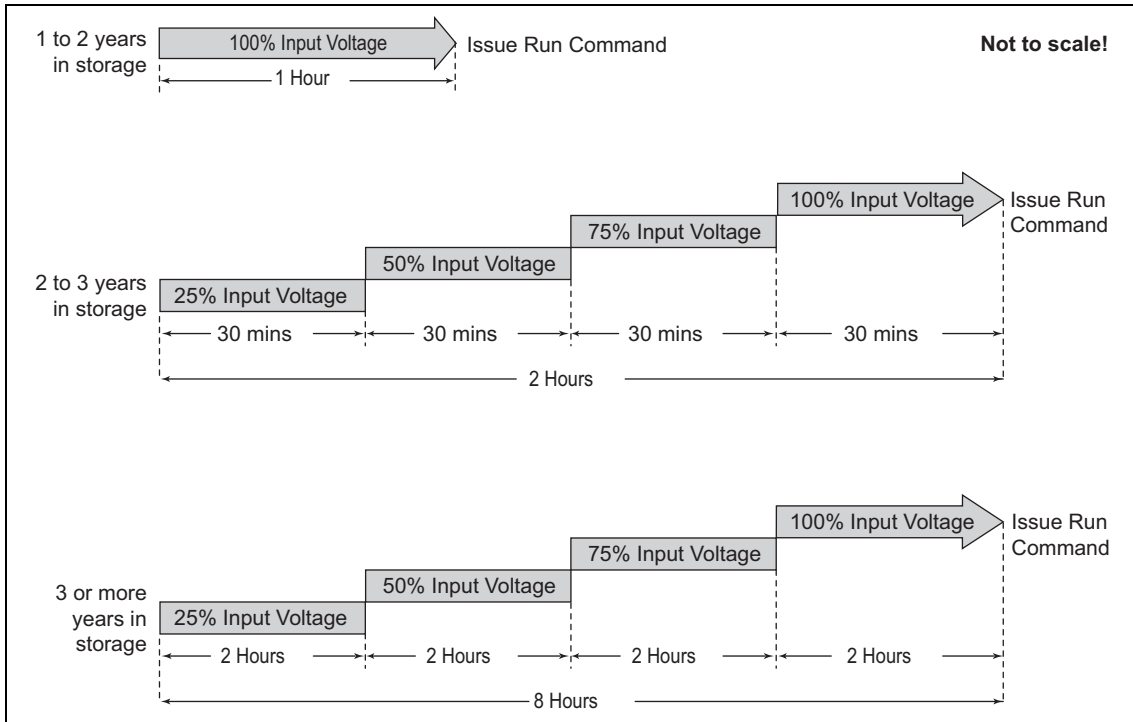 1 to 2 years
in storage
100% Input Voltage
Issue Run Command
Not to scale!
1 Hour
2 to 3 years
in storage
25% Input Voltage
50% Input Voltage
75% Input Voltage
100% Input Voltage
Issue Run
Command
30 mins
30 mins
30 mins
30 mins
2 Hours
3 or more
years in
storage
25% Input Voltage
50% Input Voltage
75% Input Voltage
100% Input Voltage
Issue Run
Command
2 Hours
2 Hours
2 Hours
2 Hours
8 Hours